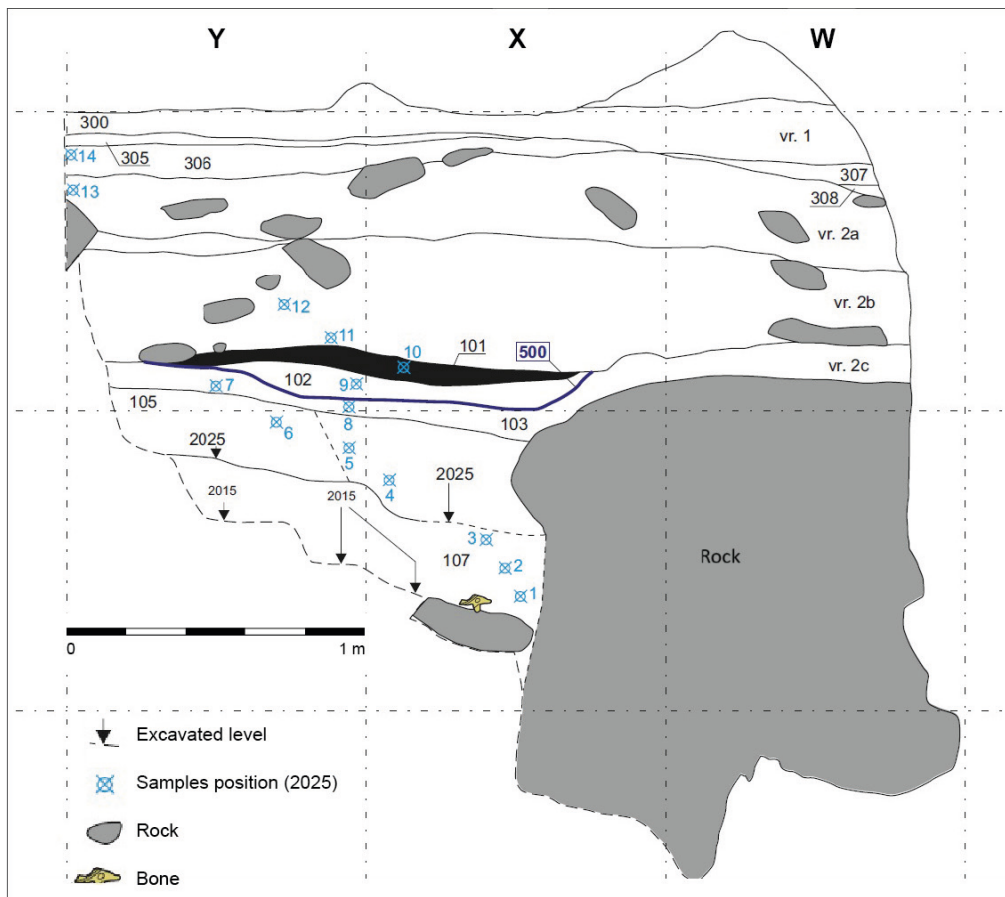 Y X W
300
vr. 1
14
305
306
307
13
308
vr. 2a
12
vr. 2b
11
10
101
500
vr. 2c
7
102
9
105
8
103
6
2025
5
4
2025
2015
2015
3
107
2
Rock
1
0 1 m
Excavated level
Samples position (2025)
Rock
Bone